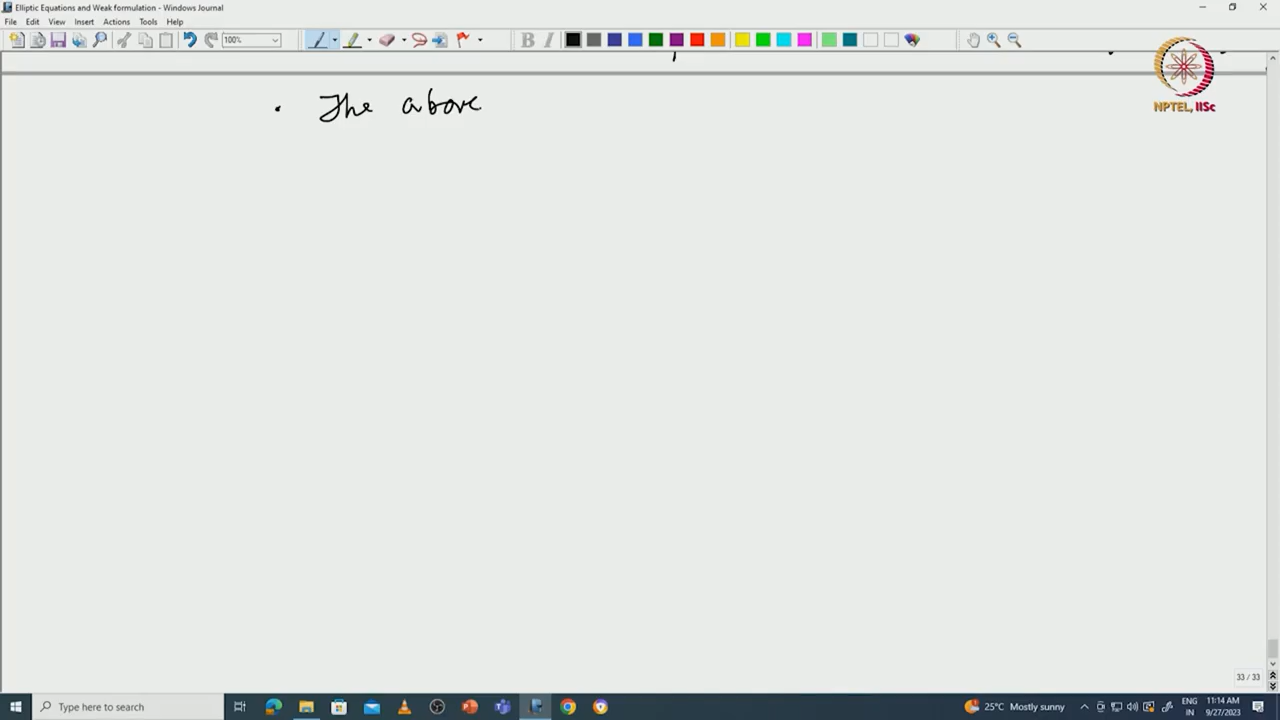 Elliptic Equations and Weak formulation - Windows Journal
File Edit View Insert Actions Tools Help
100%
B I
NPTEL, IISc
• The above
33 / 33
Type here to search
25°C Mostly sunny
ENG
IN
11:14 AM
9/27/2023